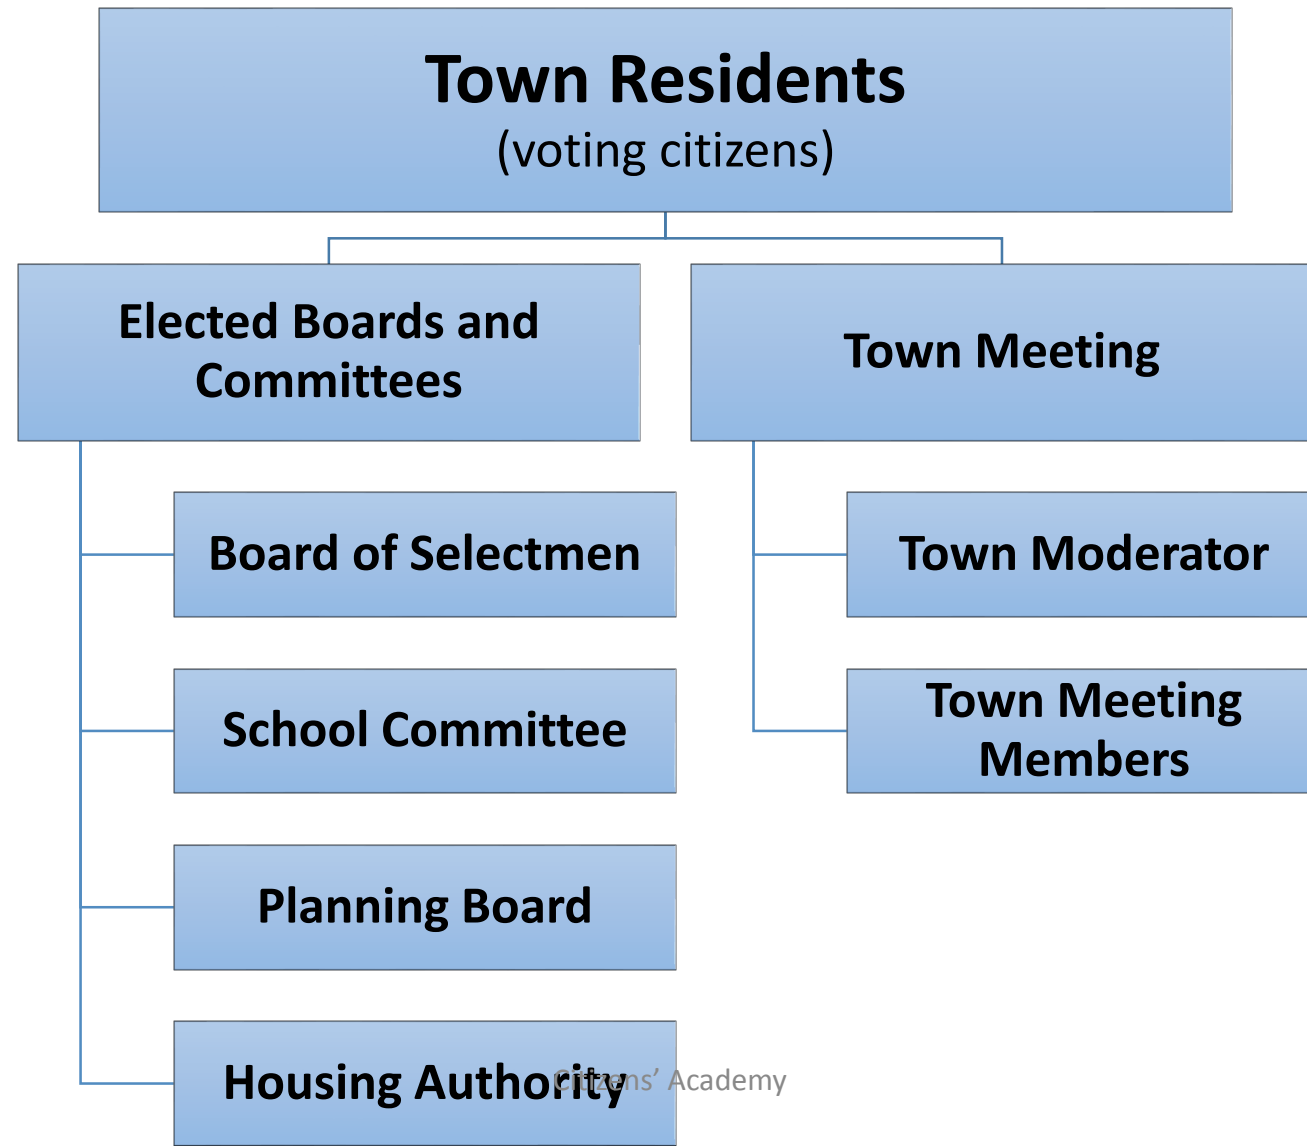 Town Residents
(voting citizens)
Elected Boards and
Committees
Town Meeting
Board of Selectmen
Town Moderator
School Committee
Town Meeting
Members
Planning Board
Housing Authority
Citizens’ Academy